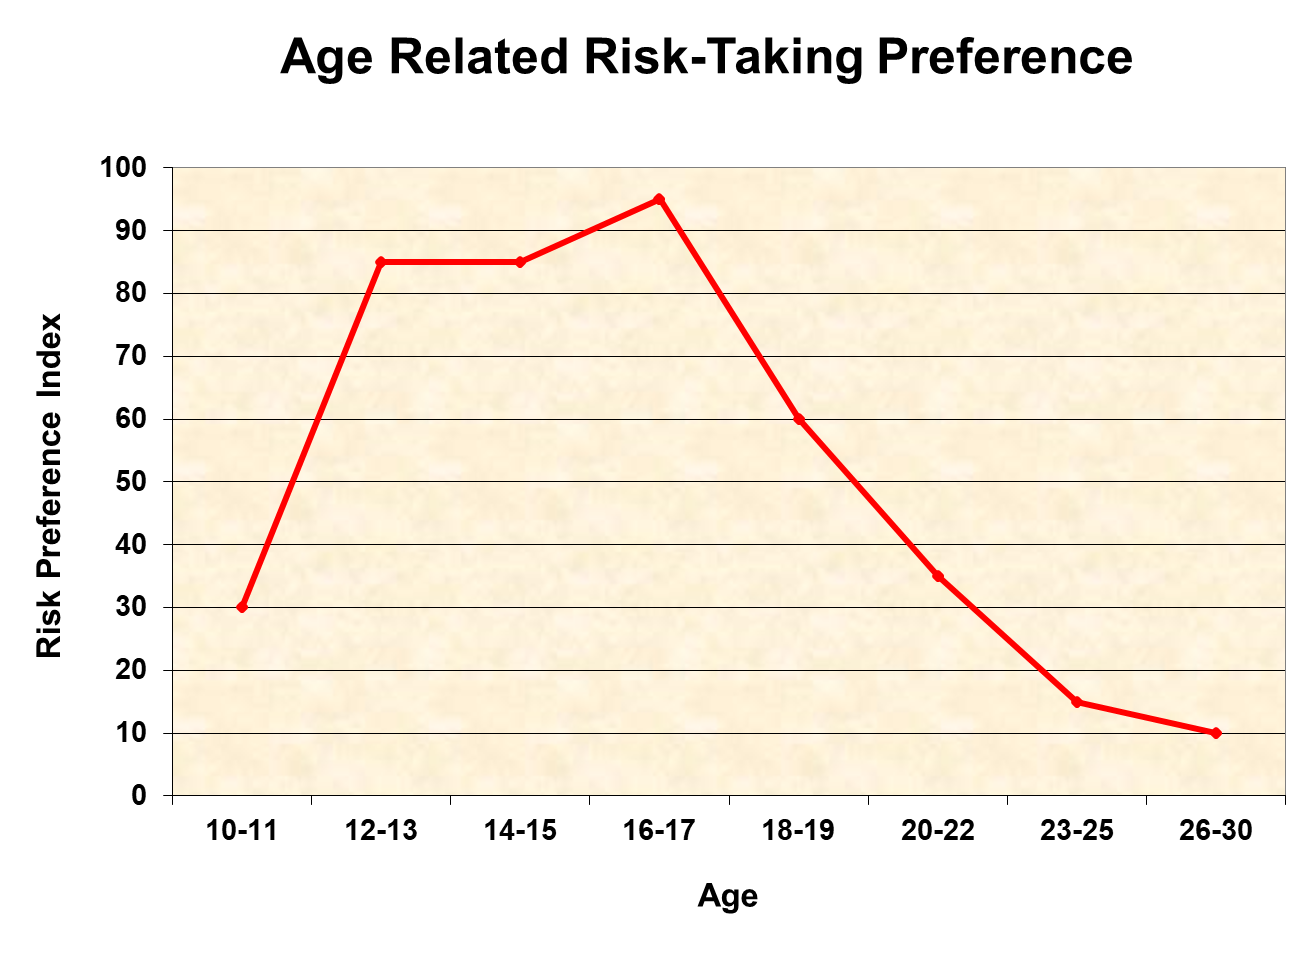 Age Related Risk-Taking Preference
Risk Preference Index
100
90
80
70
60
50
40
30
20
10
0
10-11 12-13 14-15 16-17 18-19 20-22 23-25 26-30
Age